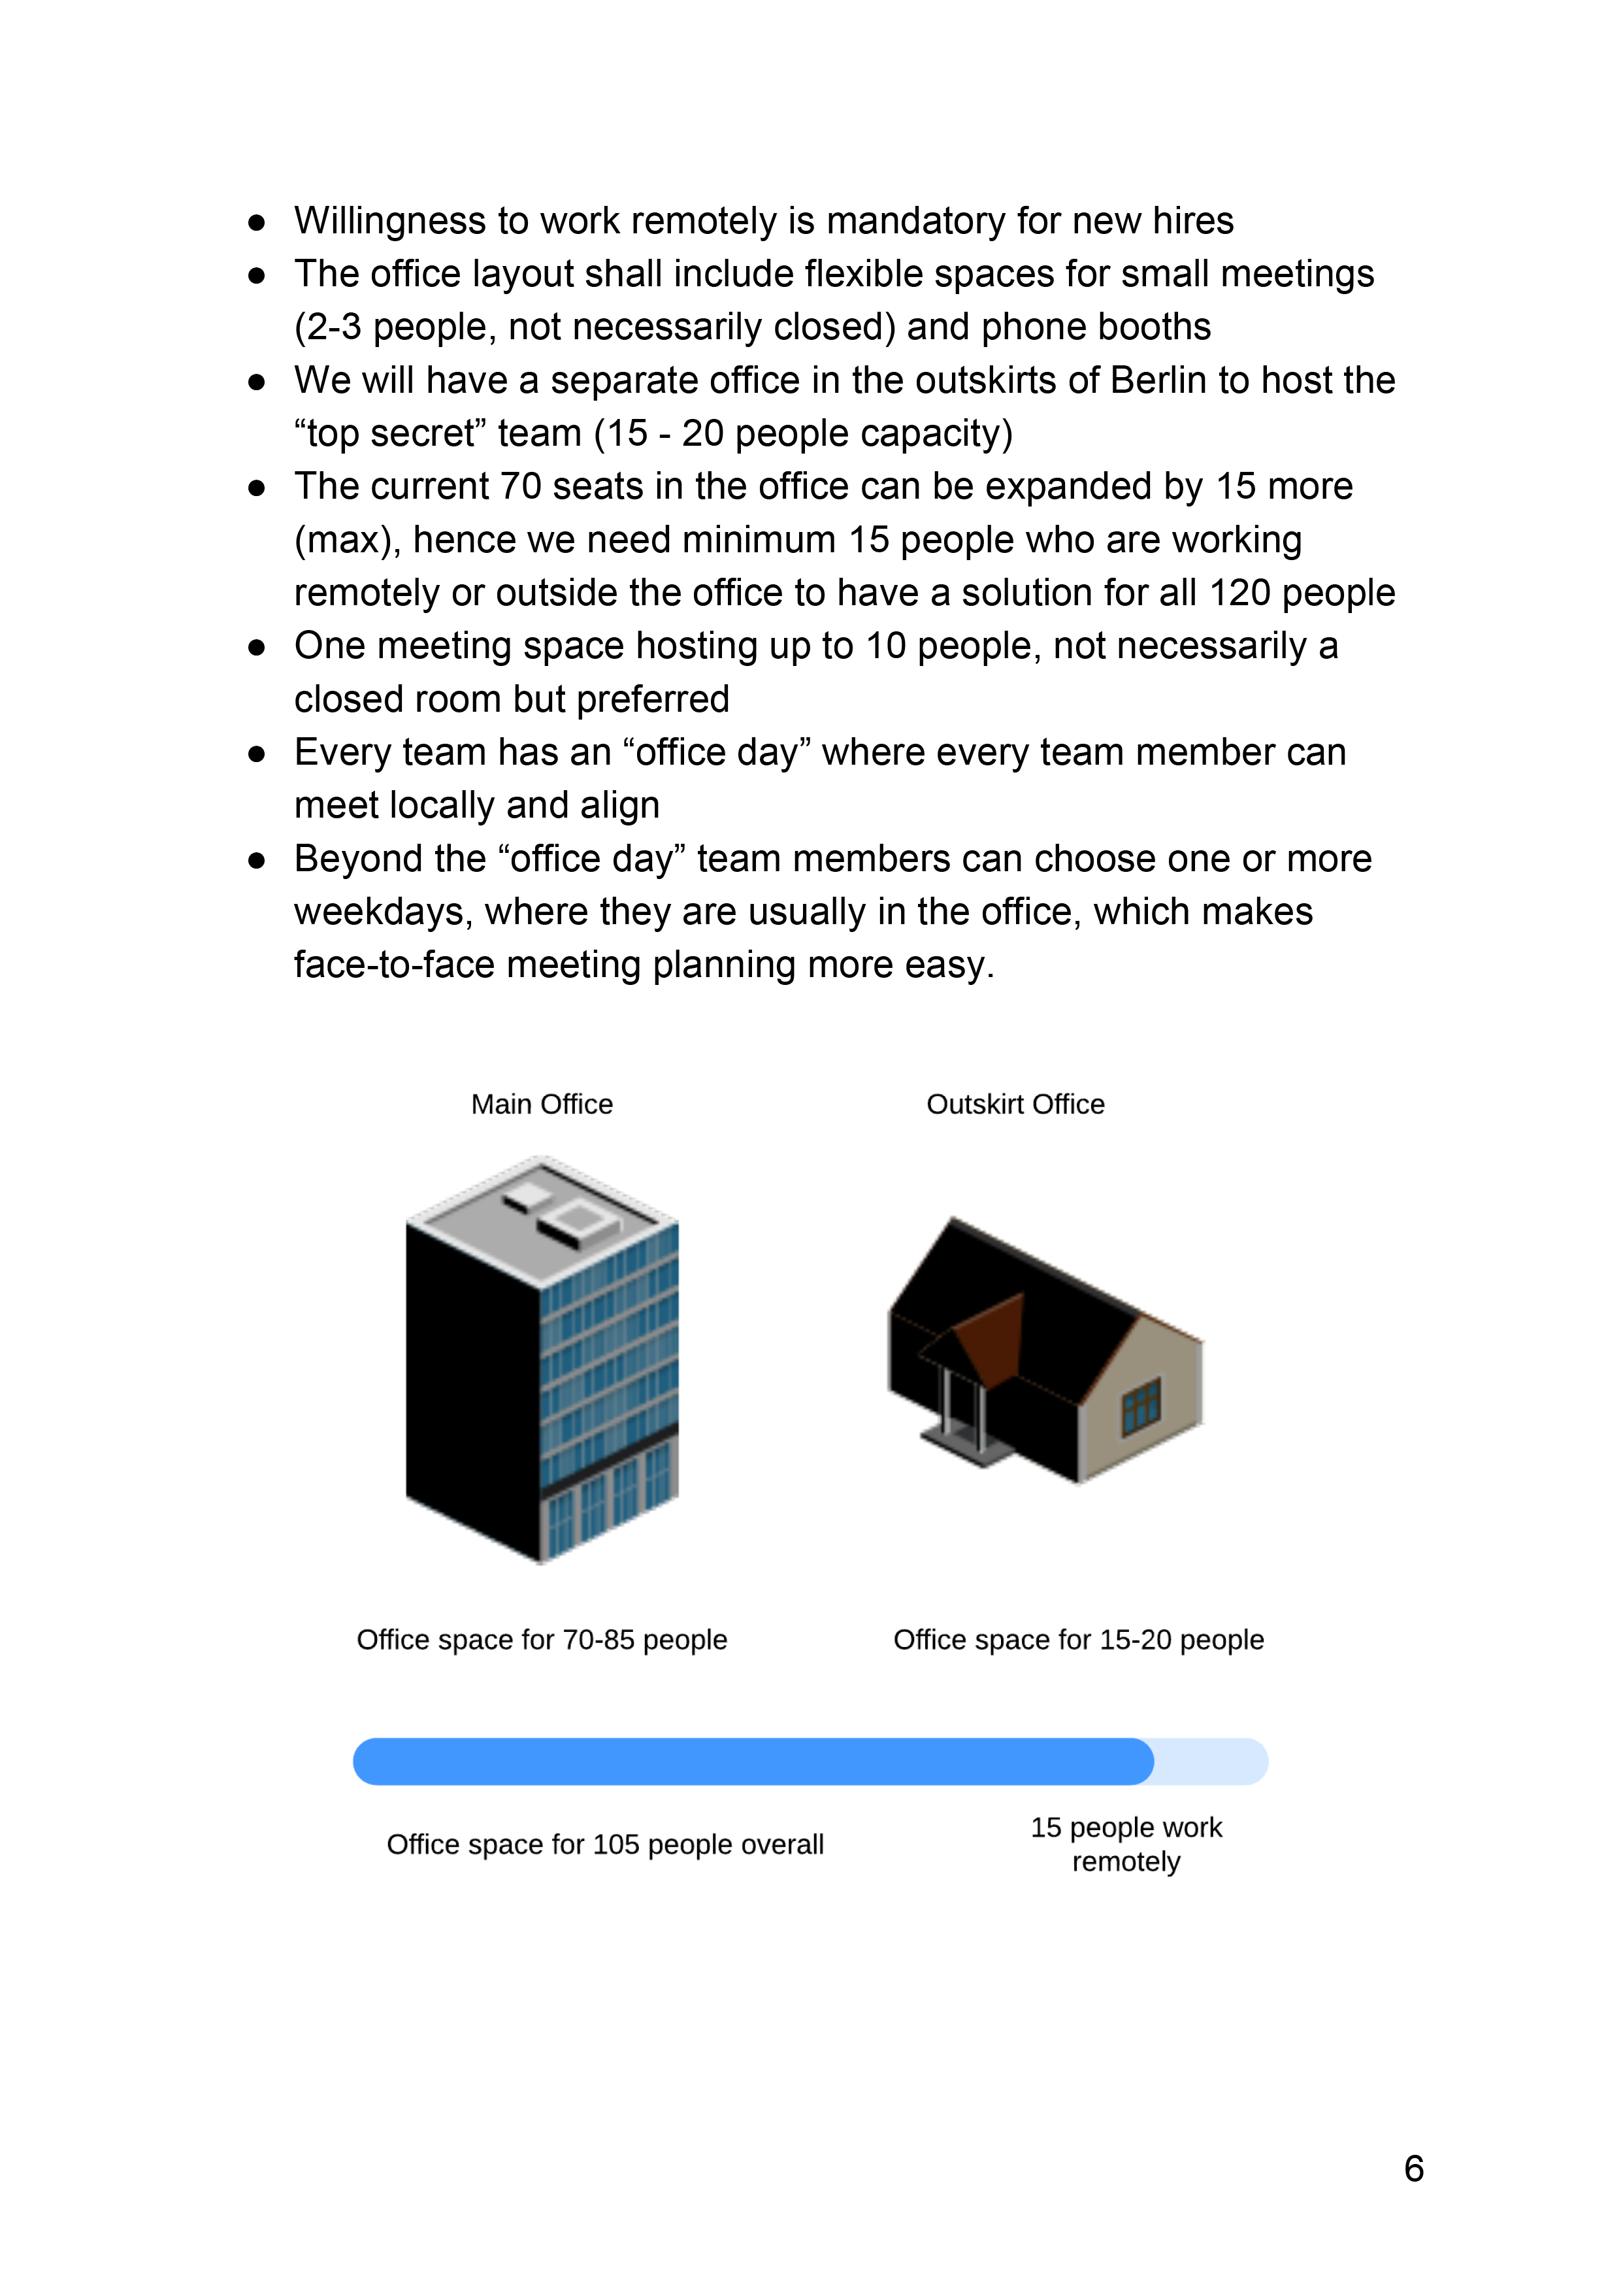 ● Willingness to work remotely is mandatory for new hires
● The office layout shall include flexible spaces for small meetings
(2-3 people, not necessarily closed) and phone booths
● We will have a separate office in the outskirts of Berlin to host the
“top secret” team (15 - 20 people capacity)
● The current 70 seats in the office can be expanded by 15 more
(max), hence we need minimum 15 people who are working
remotely or outside the office to have a solution for all 120 people
● One meeting space hosting up to 10 people, not necessarily a
closed room but preferred
● Every team has an “office day” where every team member can
meet locally and align
● Beyond the “office day” team members can choose one or more
weekdays, where they are usually in the office, which makes
face-to-face meeting planning more easy.
Main Office
Outskirt Office
Office space for 70-85 people
Office space for 15-20 people
Office space for 105 people overall
15 people work
remotely
6